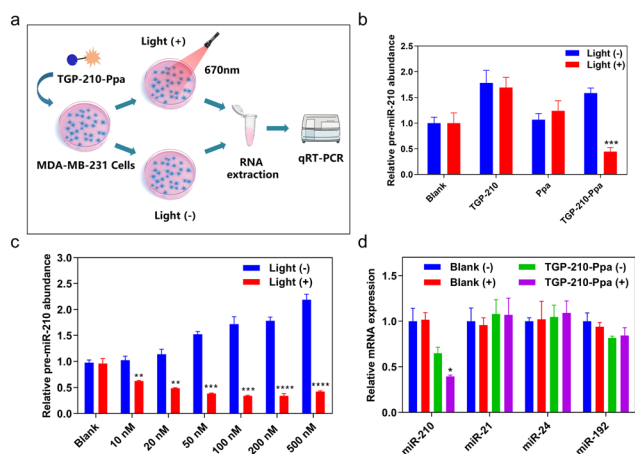 a
Light (+)
TGP-210-Ppa
670nm
MDA-MB-231 Cells
RNA
extraction
qRT-PCR
Light (-)
b
Relative pre-miR-210 abundance
2.5
2.0
1.5
1.0
0.5
0.0
Light (-)
Light (+)
***
Blank
TGP-210
Ppa
TGP-210-Ppa
c
Relative pre-miR-210 abundance
3.0
2.5
2.0
1.5
1.0
0.5
0.0
Light (-)
Light (+)
** ** *** *** **** ****
Blank
10 nM
20 nM
50 nM
100 nM
200 nM
500 nM
d
Relative mRNA expression
1.5
1.0
0.5
0.0
Blank (-)
Blank (+)
TGP-210-Ppa (-)
TGP-210-Ppa (+)
*
miR-210
miR-21
miR-24
miR-192